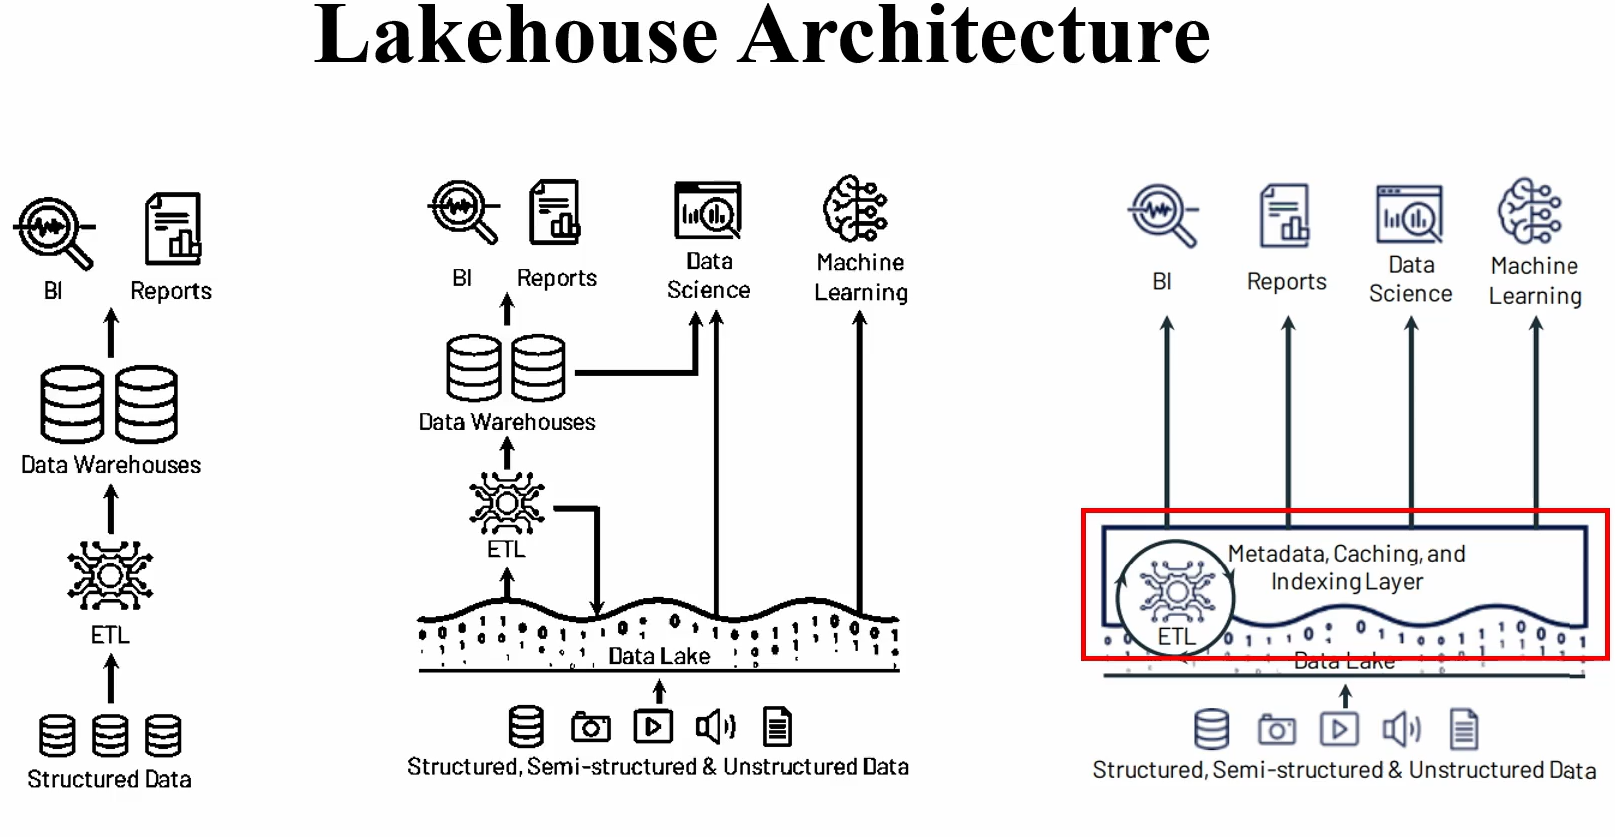 Lakehouse Architecture
BI
Reports
Data Warehouses
ETL
Structured Data
BI
Reports
Data
Science
Machine
Learning
Data Warehouses
ETL
Data Lake
Structured, Semi-structured & Unstructured Data
BI
Reports
Data
Science
Machine
Learning
Metadata, Caching, and
Indexing Layer
ETL
Data Lake
Structured, Semi-structured & Unstructured Data